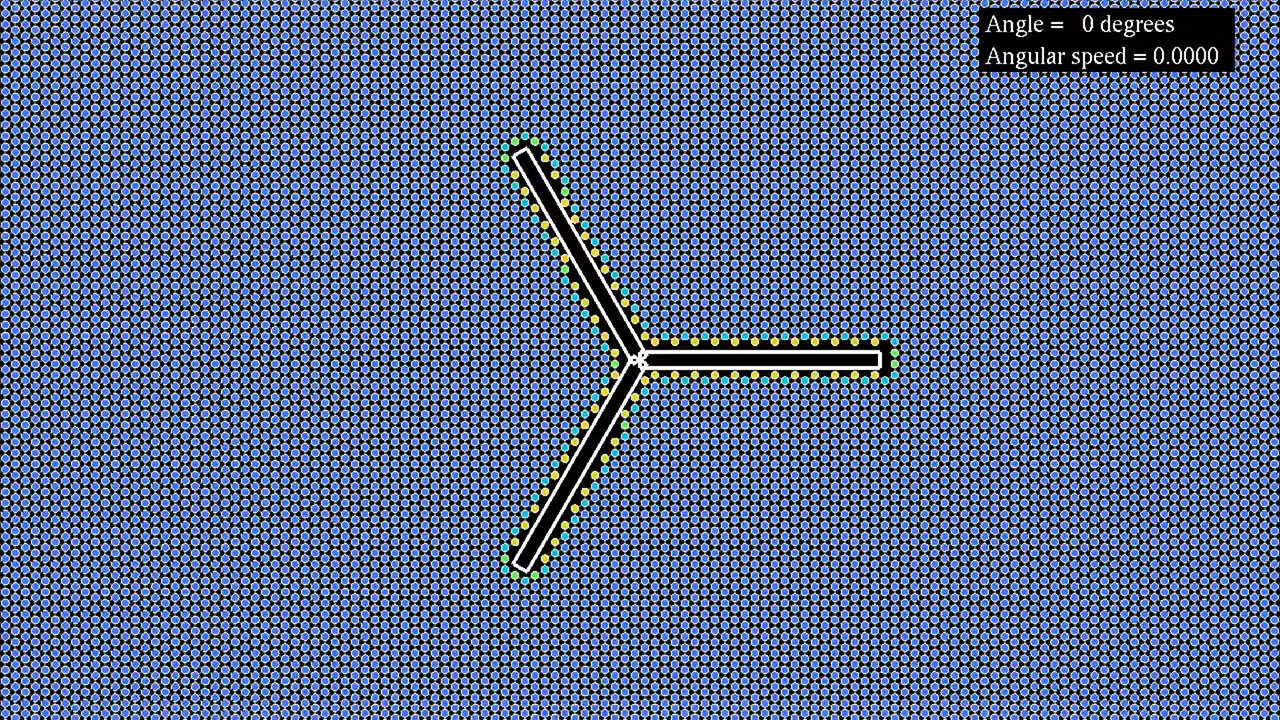 Angle =   0 degrees
Angular speed = 0.0000